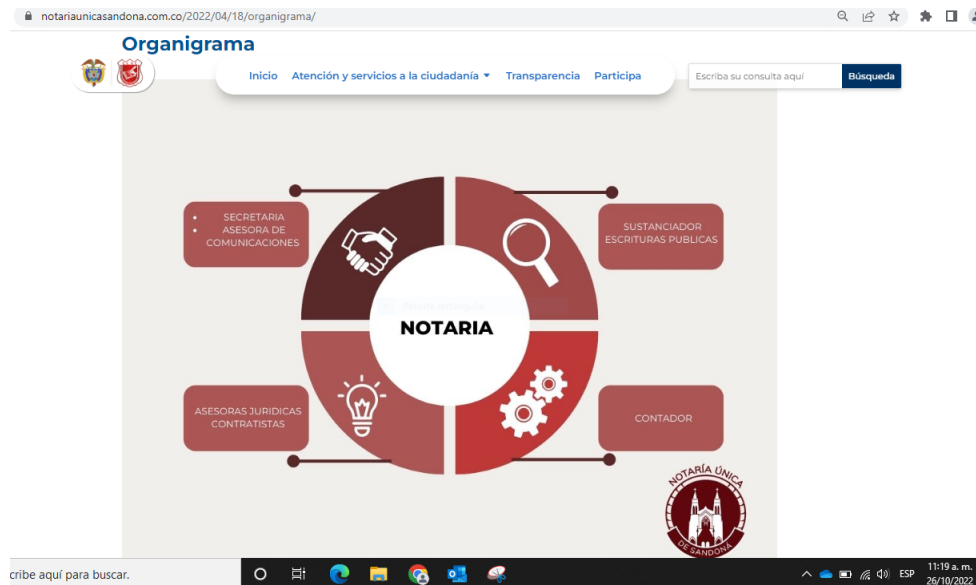 notariaunicasandona.com.co/2022/04/18/organigrama/
Organigrama
Inicio Atención y servicios a la ciudadanía Transparencia Participa
Escriba su consulta aquí
Búsqueda
SECRETARIA
ASESORA DE
COMUNICACIONES
SUSTANCIADOR
ESCRITURAS PUBLICAS
NOTARIA
ASESORAS JURIDICAS
CONTRATISTAS
CONTADOR
NOTARÍA ÚNICA
DE SANDONÁ
cribe aquí para buscar.
ESP
11:19 a. m.
26/10/2022